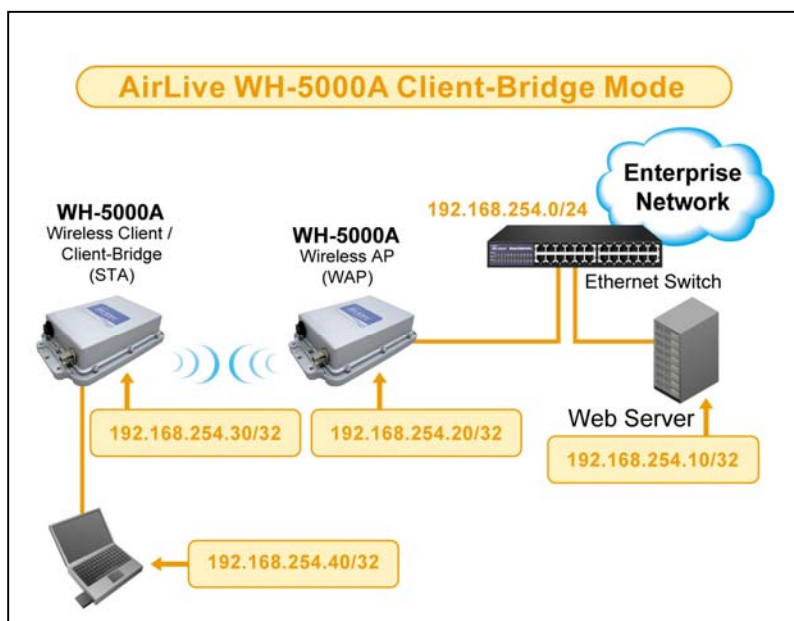 AirLive WH-5000A Client-Bridge Mode
Enterprise
Network
192.168.254.0/24
WH-5000A
Wireless Client /
Client-Bridge
(STA)
WH-5000A
Wireless AP
(WAP)
Ethernet Switch
192.168.254.30/32
192.168.254.20/32
Web Server
192.168.254.10/32
192.168.254.40/32